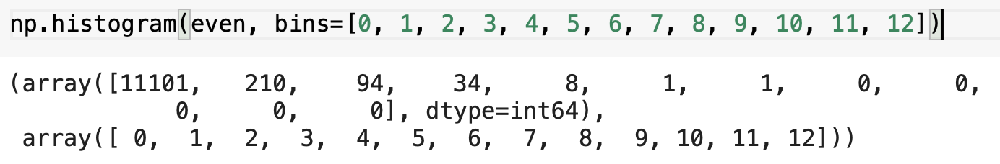 np.histogram(even, bins=[0, 1, 2, 3, 4, 5, 6, 7, 8, 9, 10, 11, 12])
(array([11101,   210,    94,    34,     8,     1,     1,     0,     0,
            0,     0,     0], dtype=int64),
 array([ 0,  1,  2,  3,  4,  5,  6,  7,  8,  9, 10, 11, 12]))